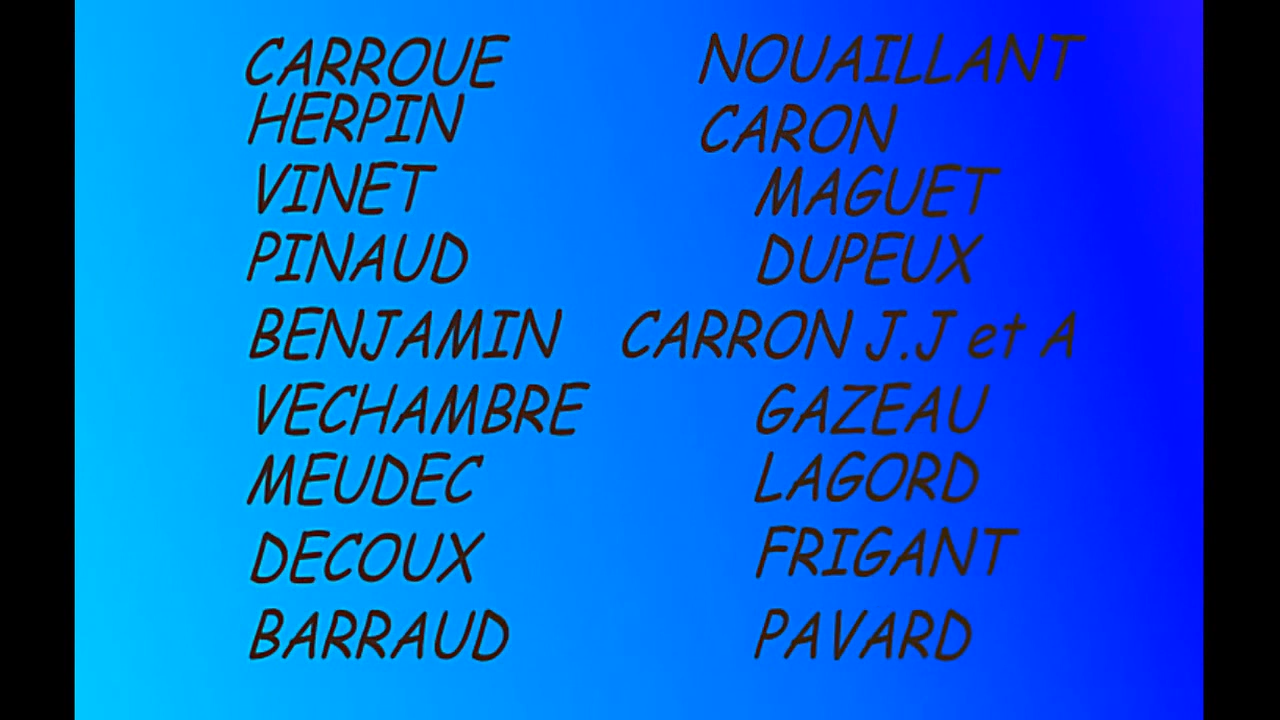 CARROUE
HERPIN
VINET
PINAUD
BENJAMIN
VECHAMBRE
MEUDEC
DECOUX
BARRAUD
NOUAILLANT
CARON
MAGUET
DUPEUX
CARRON J.J et A
GAZEAU
LAGORD
FRIGANT
PAVARD